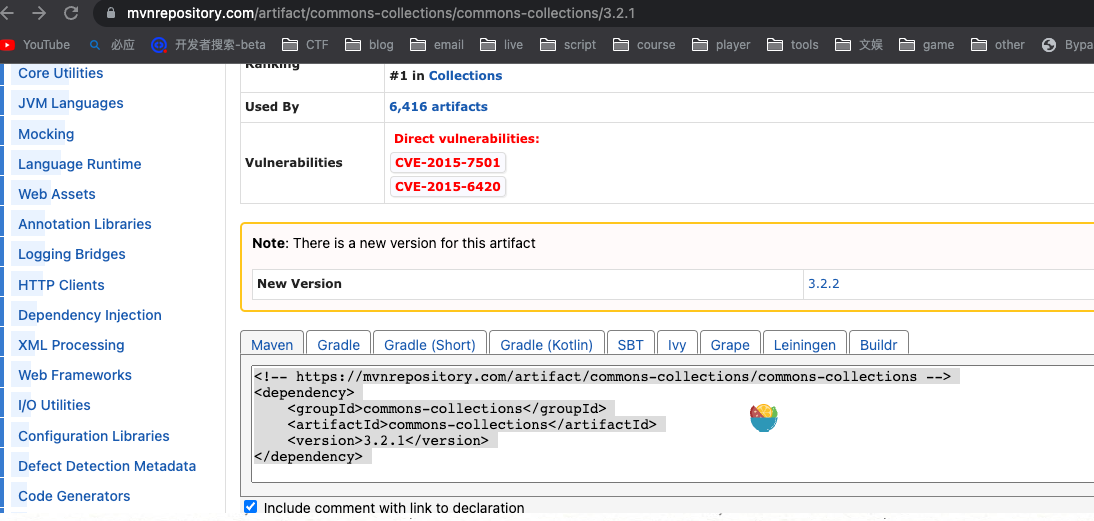 mvnrepository.com/artifact/commons-collections/commons-collections/3.2.1
YouTube 必应 开发者搜索-beta CTF blog email live script course player tools 文娱 game other Bypa
Core Utilities
JVM Languages
Mocking
Language Runtime
Web Assets
Annotation Libraries
Logging Bridges
HTTP Clients
Dependency Injection
XML Processing
Web Frameworks
I/O Utilities
Configuration Libraries
Defect Detection Metadata
Code Generators
Ranking
#1 in Collections
Used By 6,416 artifacts
Vulnerabilities
Direct vulnerabilities:
CVE-2015-7501
CVE-2015-6420
Note: There is a new version for this artifact
New Version 3.2.2
Maven Gradle Gradle (Short) Gradle (Kotlin) SBT Ivy Grape Leiningen Buildr
<!-- https://mvnrepository.com/artifact/commons-collections/commons-collections -->
<dependency>
    <groupId>commons-collections</groupId>
    <artifactId>commons-collections</artifactId>
    <version>3.2.1</version>
</dependency>
Include comment with link to declaration